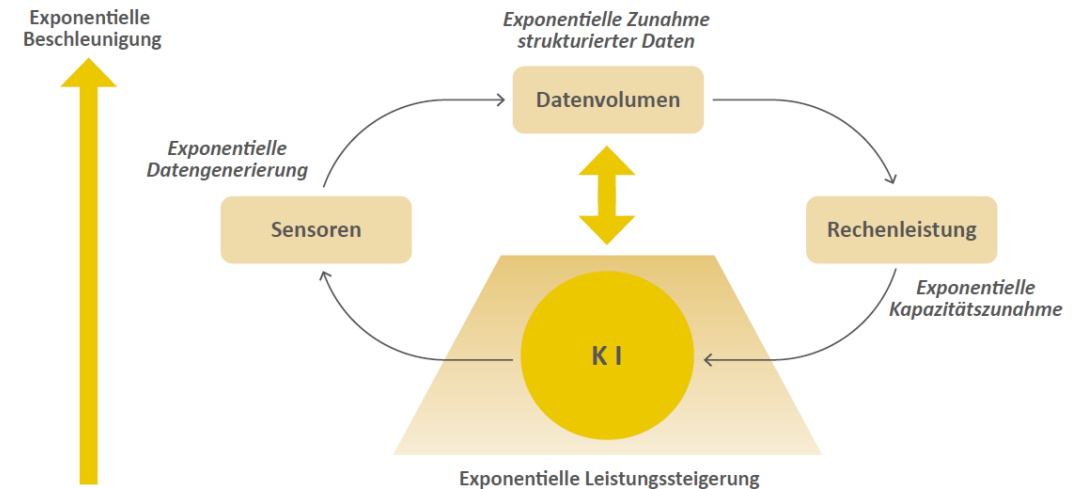 Exponentielle
Beschleunigung
Exponentielle Zunahme
strukturierter Daten
Datenvolumen
Exponentielle
Datengenerierung
Sensoren
Rechenleistung
Exponentielle
Kapazitätszunahme
K I
Exponentielle Leistungssteigerung